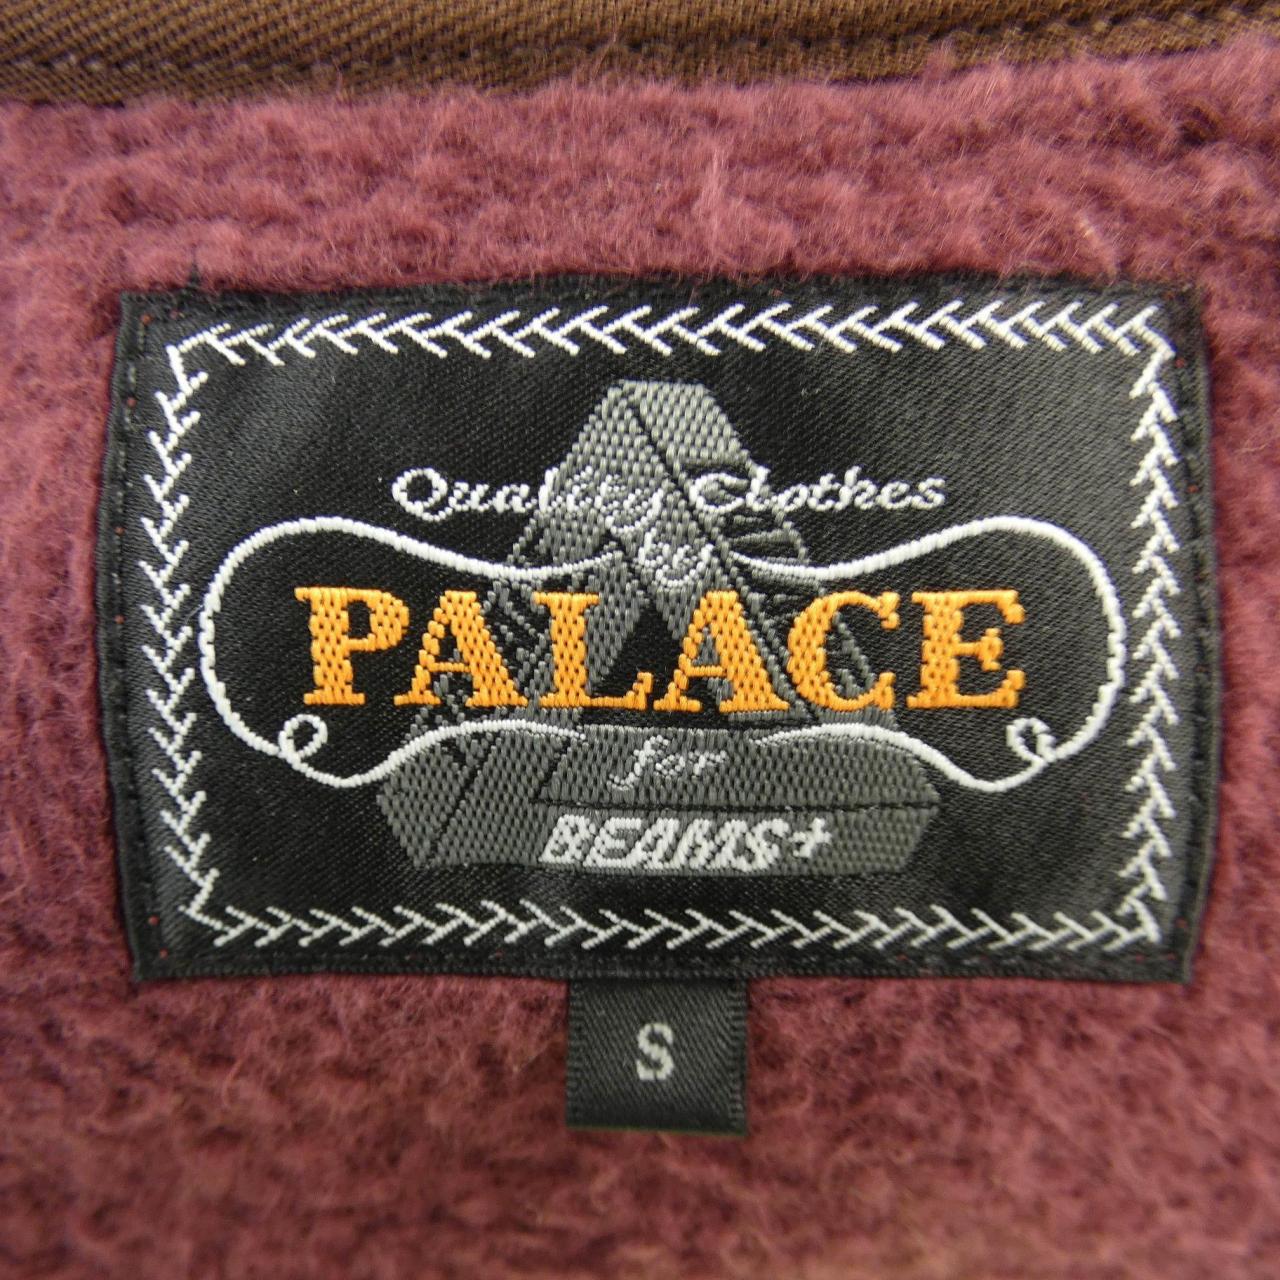 Quality Clothes
by
PALACE
for
BEAMS+
S